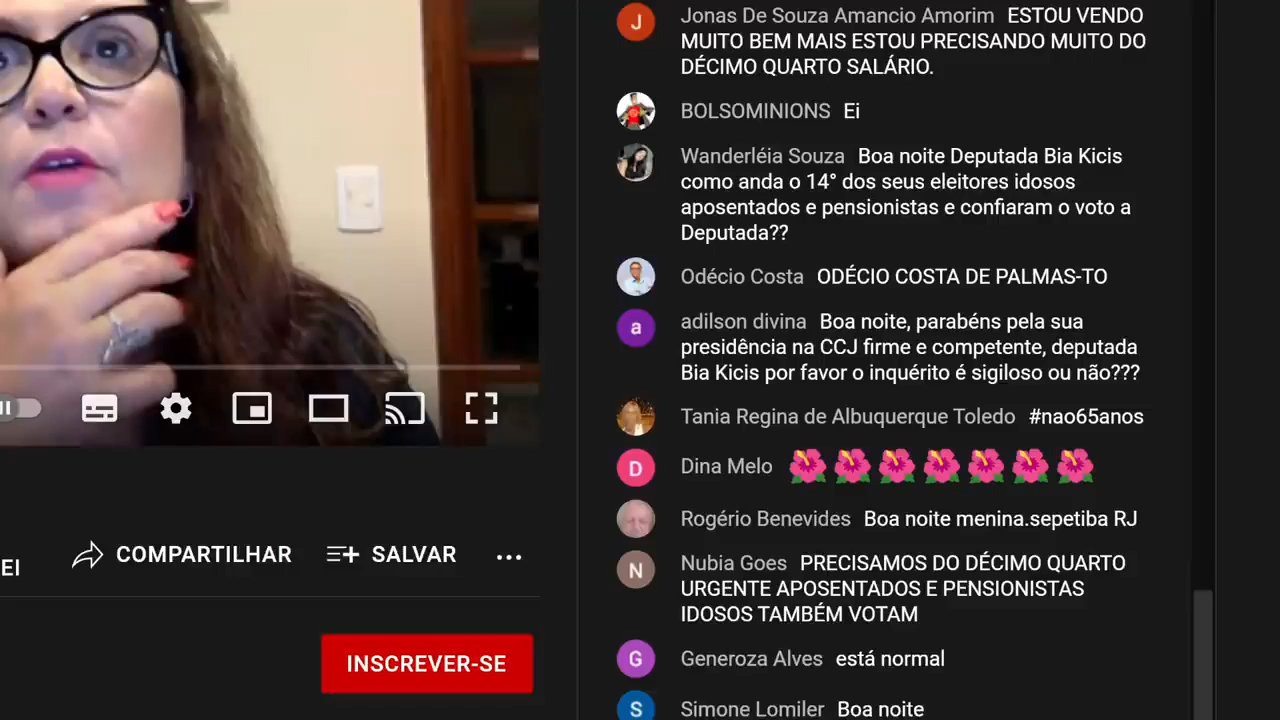 Jonas De Souza Amancio Amorim ESTOU VENDO
MUITO BEM MAIS ESTOU PRECISANDO MUITO DO
DÉCIMO QUARTO SALÁRIO.
BOLSOMINIONS Ei
Wanderléia Souza Boa noite Deputada Bia Kicis
como anda o 14° dos seus eleitores idosos
aposentados e pensionistas e confiaram o voto a
Deputada??
Odécio Costa ODÉCIO COSTA DE PALMAS-TO
adilson divina Boa noite, parabéns pela sua
presidência na CCJ firme e competente, deputada
Bia Kicis por favor o inquérito é sigiloso ou não???
Tania Regina de Albuquerque Toledo #nao65anos
Dina Melo 🌺🌺🌺🌺🌺🌺🌺
Rogério Benevides Boa noite menina.sepetiba RJ
Nubia Goes PRECISAMOS DO DÉCIMO QUARTO
URGENTE APOSENTADOS E PENSIONISTAS
IDOSOS TAMBÉM VOTAM
Generoza Alves está normal
Simone Lomiler Boa noite
J
a
D
N
G
S
EI COMPARTILHAR SALVAR ...
INSCREVER-SE